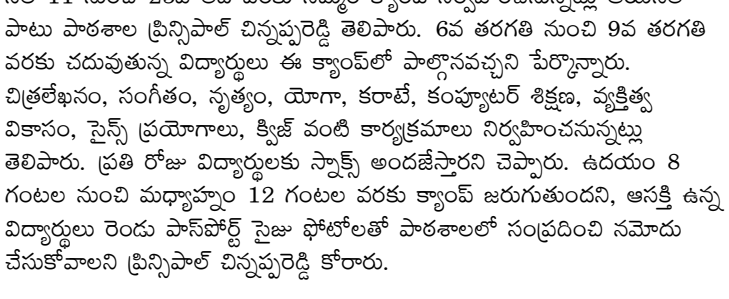 పాటు పాఠశాల ప్రిన్సిపాల్ చిన్నప్పరెడ్డి తెలిపారు. 6వ తరగతి నుంచి 9వ తరగతి
వరకు చదువుతున్న విద్యార్థులు ఈ క్యాంప్‌లో పాల్గొనవచ్చని పేర్కొన్నారు.
చిత్రలేఖనం, సంగీతం, నృత్యం, యోగా, కరాటే, కంప్యూటర్ శిక్షణ, వ్యక్తిత్వ
వికాసం, సైన్స్ ప్రయోగాలు, క్విజ్ వంటి కార్యక్రమాలు నిర్వహించనున్నట్లు
తెలిపారు. ప్రతి రోజు విద్యార్థులకు స్నాక్స్ అందజేస్తారని చెప్పారు. ఉదయం 8
గంటల నుంచి మధ్యాహ్నం 12 గంటల వరకు క్యాంప్ జరుగుతుందని, ఆసక్తి ఉన్న
విద్యార్థులు రెండు పాస్‌పోర్ట్ సైజు ఫోటోలతో పాఠశాలలో సంప్రదించి నమోదు
చేసుకోవాలని ప్రిన్సిపాల్ చిన్నప్పరెడ్డి కోరారు.